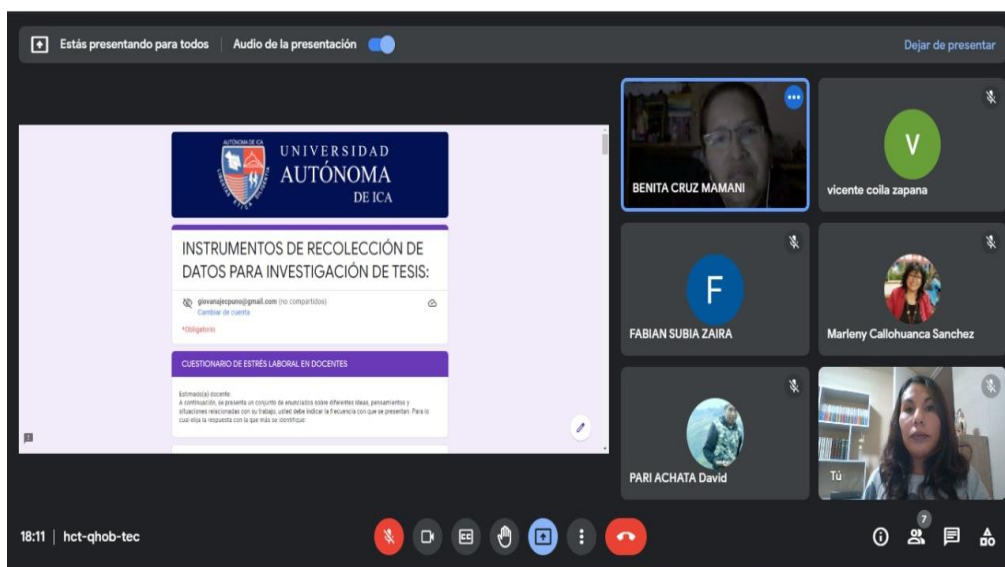 Estás presentando para todos
Audio de la presentación
Dejar de presentar
AUTÓNOMA DE ICA
UNIVERSIDAD
AUTÓNOMA
DE ICA
INSTRUMENTOS DE RECOLECCIÓN DE
DATOS PARA INVESTIGACIÓN DE TESIS:
giovanajecpuno@gmail.com (no compartidos)
Cambiar de cuenta
*Obligatorio
CUESTIONARIO DE ESTRÉS LABORAL EN DOCENTES
Estimado(a) docente:
A continuación, se presenta un conjunto de enunciados sobre diferentes ideas, pensamientos y
situaciones relacionadas con su trabajo, usted debe indicar la frecuencia con que se presentan. Para lo
cual elija la respuesta con la que más se identifique:
BENITA CRUZ MAMANI
V
vicente coila zapana
F
FABIAN SUBIA ZAIRA
Marleny Callohuanca Sanchez
PARI ACHATA David
Tú
18:11 | hct-qhob-tec
CC
7